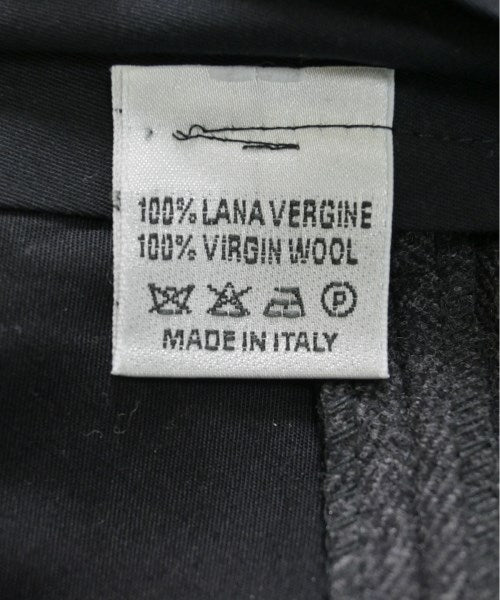 100% LANA VERGINE
100% VIRGIN WOOL
P
MADE IN ITALY